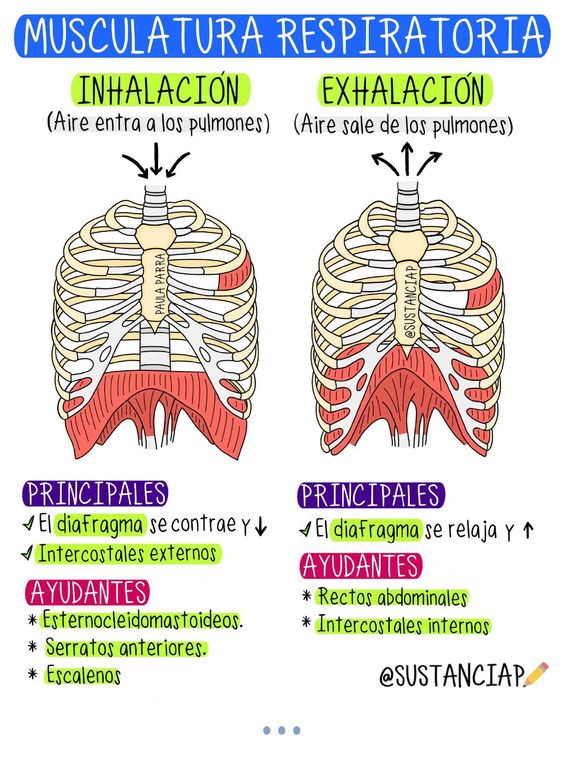 MUSCULATURA RESPIRATORIA
INHALACIÓN
(Aire entra a los pulmones)
PAULA PARRA
PRINCIPALES
✓ El diafragma se contrae y ↓
✓ Intercostales externos
AYUDANTES
* Esternocleidomastoideos.
* Serratos anteriores.
* Escalenos
EXHALACIÓN
(Aire sale de los pulmones)
@SUSTANCIAP
PRINCIPALES
✓ El diafragma se relaja y ↑
AYUDANTES
* Rectos abdominales
* Intercostales internos
@SUSTANCIAP